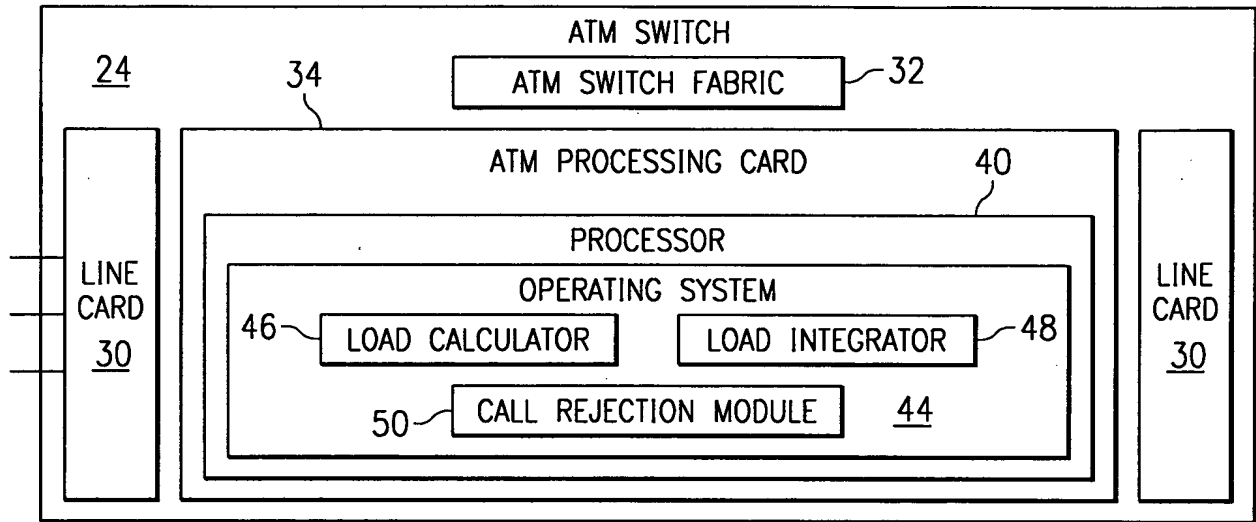 ATM SWITCH
24
34
ATM SWITCH FABRIC
32
ATM PROCESSING CARD
40
PROCESSOR
LINE
CARD
30
OPERATING SYSTEM
46
LOAD CALCULATOR
LOAD INTEGRATOR
48
50
CALL REJECTION MODULE
44
LINE
CARD
30